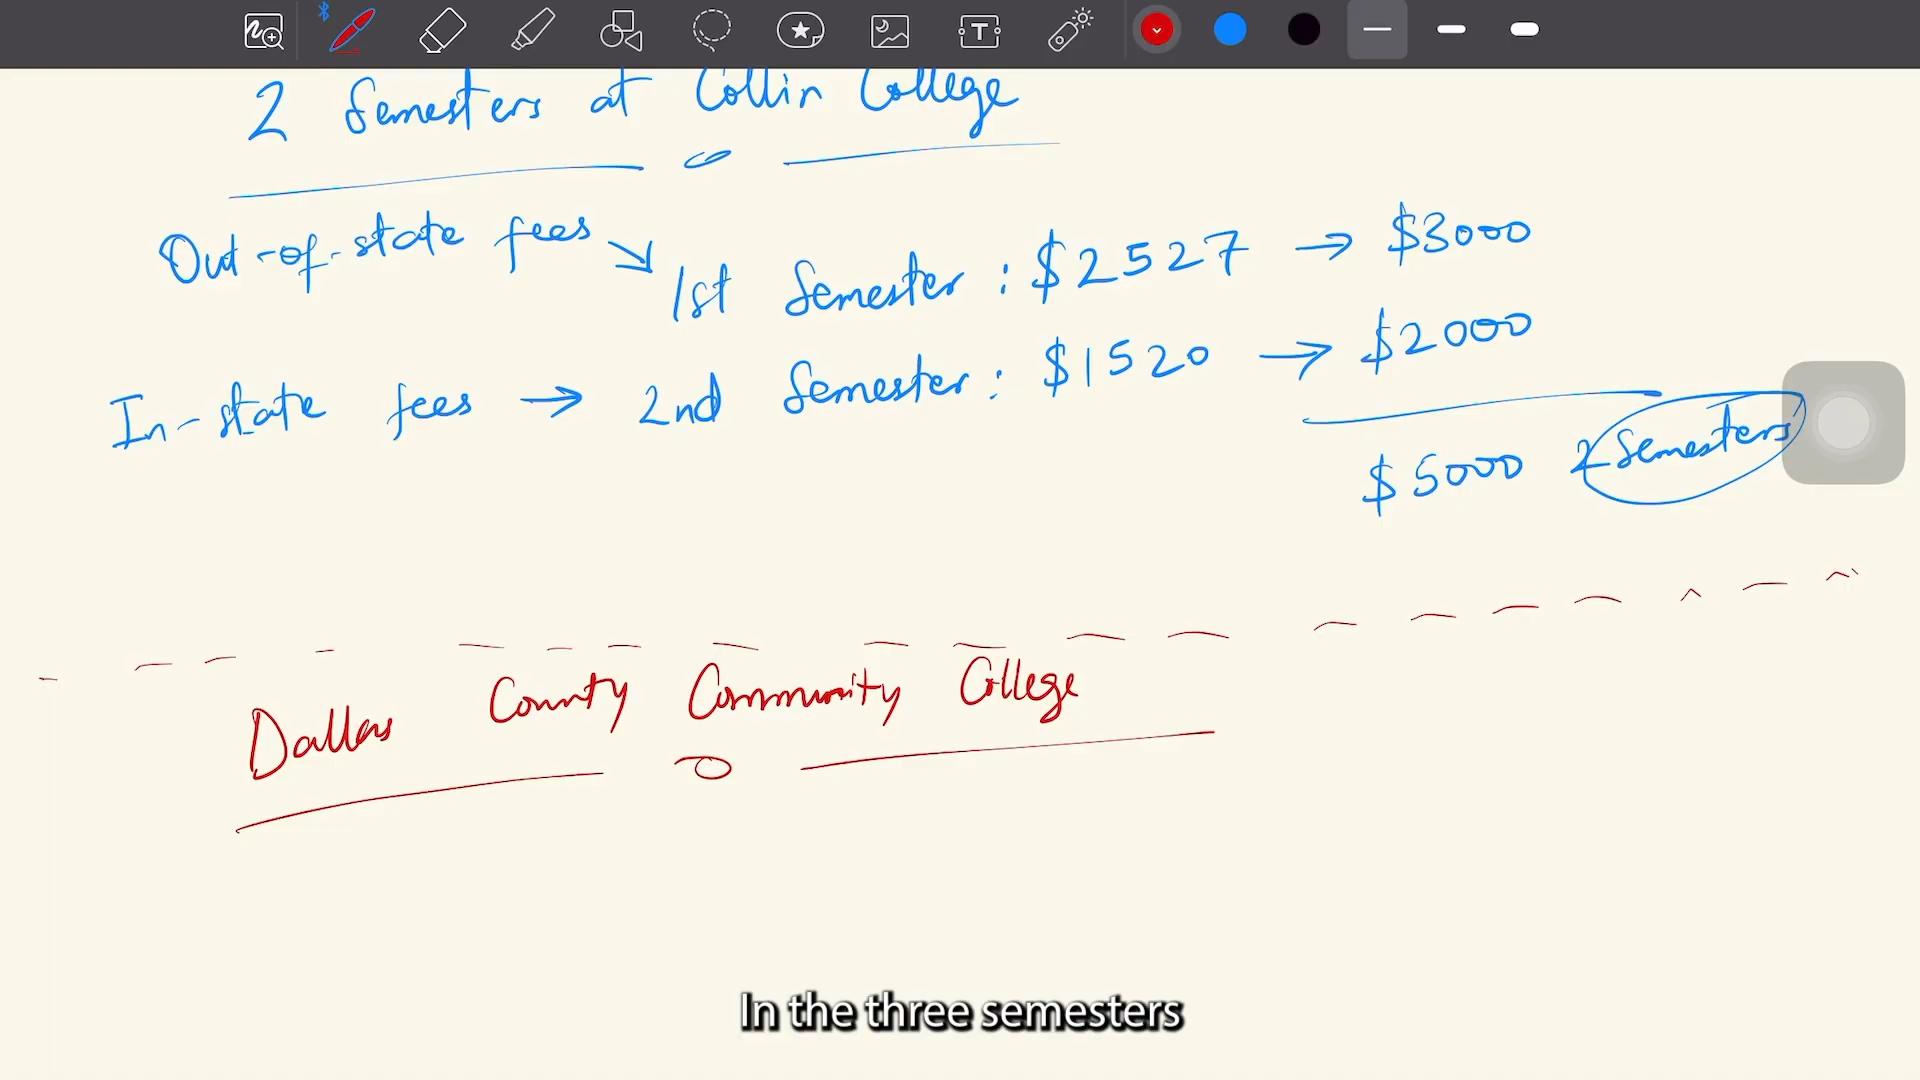 2 Semesters at Collin College
Out-of-state fees
1st Semester : $2527 → $3000
In-state fees → 2nd Semester: $1520 → $2000
$5000 2 Semesters
Dallas County Community College
In the three semesters